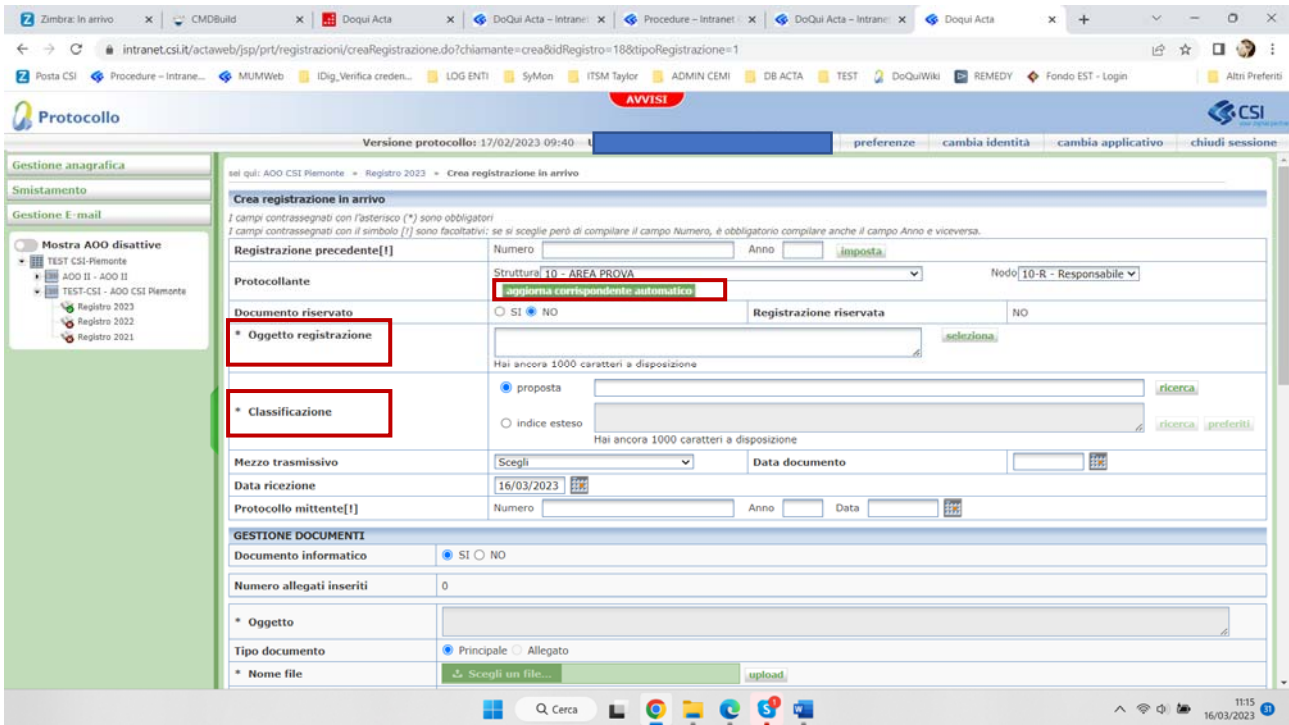 Zimbra: In arrivo
CMDBuild
Doqui Acta
DoQui Acta – Intrane
Procedure – Intranet
DoQui Acta – Intrane
Doqui Acta
intranet.csi.it/actaweb/jsp/prt/registrazioni/creaRegistrazione.do?chiamante=crea&idRegistro=18&tipoRegistrazione=1
Posta CSI Procedure – Intrane... MUMWeb IDig_Verifica creden... LOG ENTI SyMon ITSM Taylor ADMIN CEMI DB ACTA TEST DoQuiWiki REMEDY Fondo EST - Login Altri Preferiti
AVVISI
Protocollo
CSI
Versione protocollo: 17/02/2023 09:40
preferenze cambia identità cambia applicativo chiudi sessione
Gestione anagrafica
Smistamento
Gestione E-mail
Mostra AOO disattive
TEST CSI-Piemonte
AOO II - AOO II
TEST-CSI - AOO CSI Piemonte
Registro 2023
Registro 2022
Registro 2021
sei qui: AOO CSI Piemonte » Registro 2023 » Crea registrazione in arrivo
Crea registrazione in arrivo
I campi contrassegnati con l'asterisco (*) sono obbligatori
I campi contrassegnati con il simbolo [!] sono facoltativi: se si sceglie però di compilare il campo Numero, è obbligatorio compilare anche il campo Anno e viceversa.
Registrazione precedente[!] Numero Anno imposta
Protocollante Struttura 10 - AREA PROVA Nodo 10-R - Responsabile
aggiorna corrispondente automatico
Documento riservato SI NO Registrazione riservata NO
* Oggetto registrazione seleziona
Hai ancora 1000 caratteri a disposizione
* Classificazione
proposta ricerca
indice esteso ricerca preferiti
Hai ancora 1000 caratteri a disposizione
Mezzo trasmissivo Scegli Data documento
Data ricezione 16/03/2023
Protocollo mittente[!] Numero Anno Data
GESTIONE DOCUMENTI
Documento informatico SI NO
Numero allegati inseriti 0
* Oggetto
Tipo documento Principale Allegato
* Nome file Scegli un file... upload
Cerca
11:15
16/03/2023